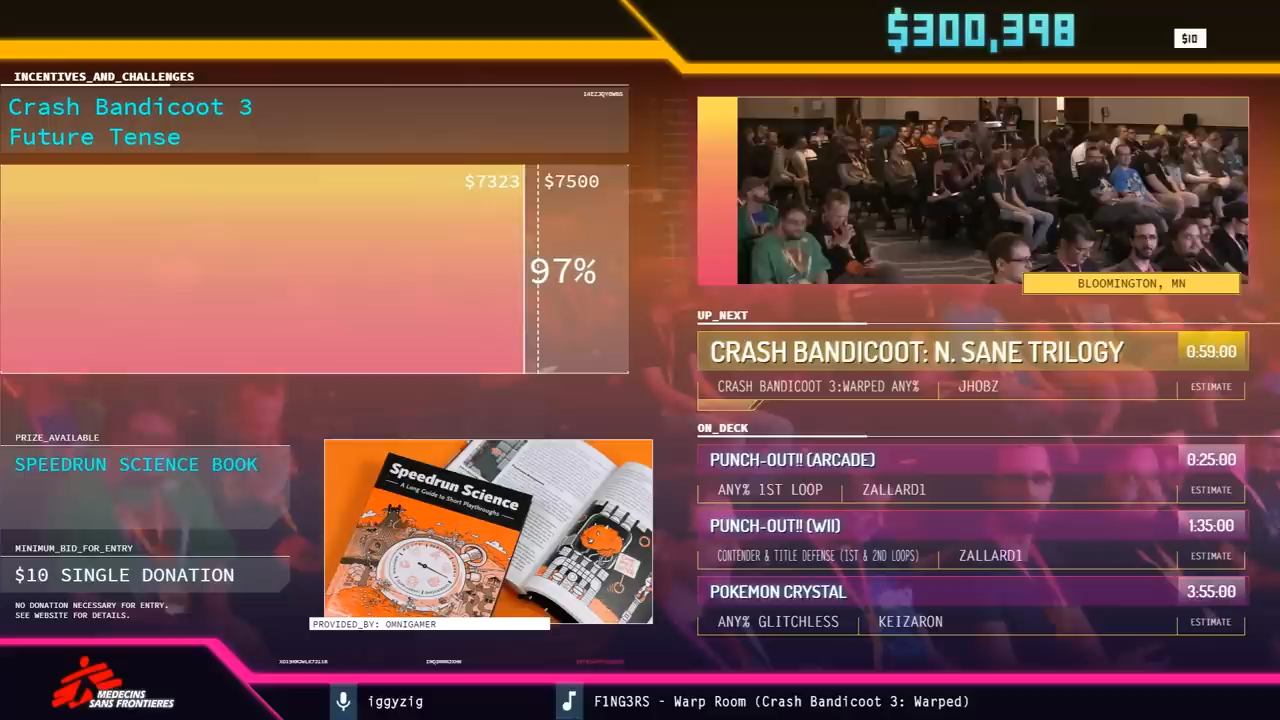 $300,398
$10
INCENTIVES_AND_CHALLENGES
Crash Bandicoot 3
Future Tense
$7323
$7500
97%
BLOOMINGTON, MN
UP_NEXT
CRASH BANDICOOT: N. SANE TRILOGY
0:59:00
CRASH BANDICOOT 3:WARPED ANY%
JHOBZ
ESTIMATE
ON_DECK
PUNCH-OUT!! (ARCADE)
0:25:00
ANY% 1ST LOOP
ZALLARD1
ESTIMATE
PUNCH-OUT!! (WII)
1:35:00
CONTENDER & TITLE DEFENSE (1ST & 2ND LOOPS)
ZALLARD1
ESTIMATE
POKEMON CRYSTAL
3:55:00
ANY% GLITCHLESS
KEIZARON
ESTIMATE
PRIZE_AVAILABLE
SPEEDRUN SCIENCE BOOK
MINIMUM_BID_FOR_ENTRY
$10 SINGLE DONATION
NO DONATION NECESSARY FOR ENTRY.
SEE WEBSITE FOR DETAILS.
Speedrun Science
A Long Guide to Short Playthroughs
PROVIDED_BY: OMNIGAMER
MEDECINS
SANS FRONTIERES
iggyzig
F1NG3RS - Warp Room (Crash Bandicoot 3: Warped)